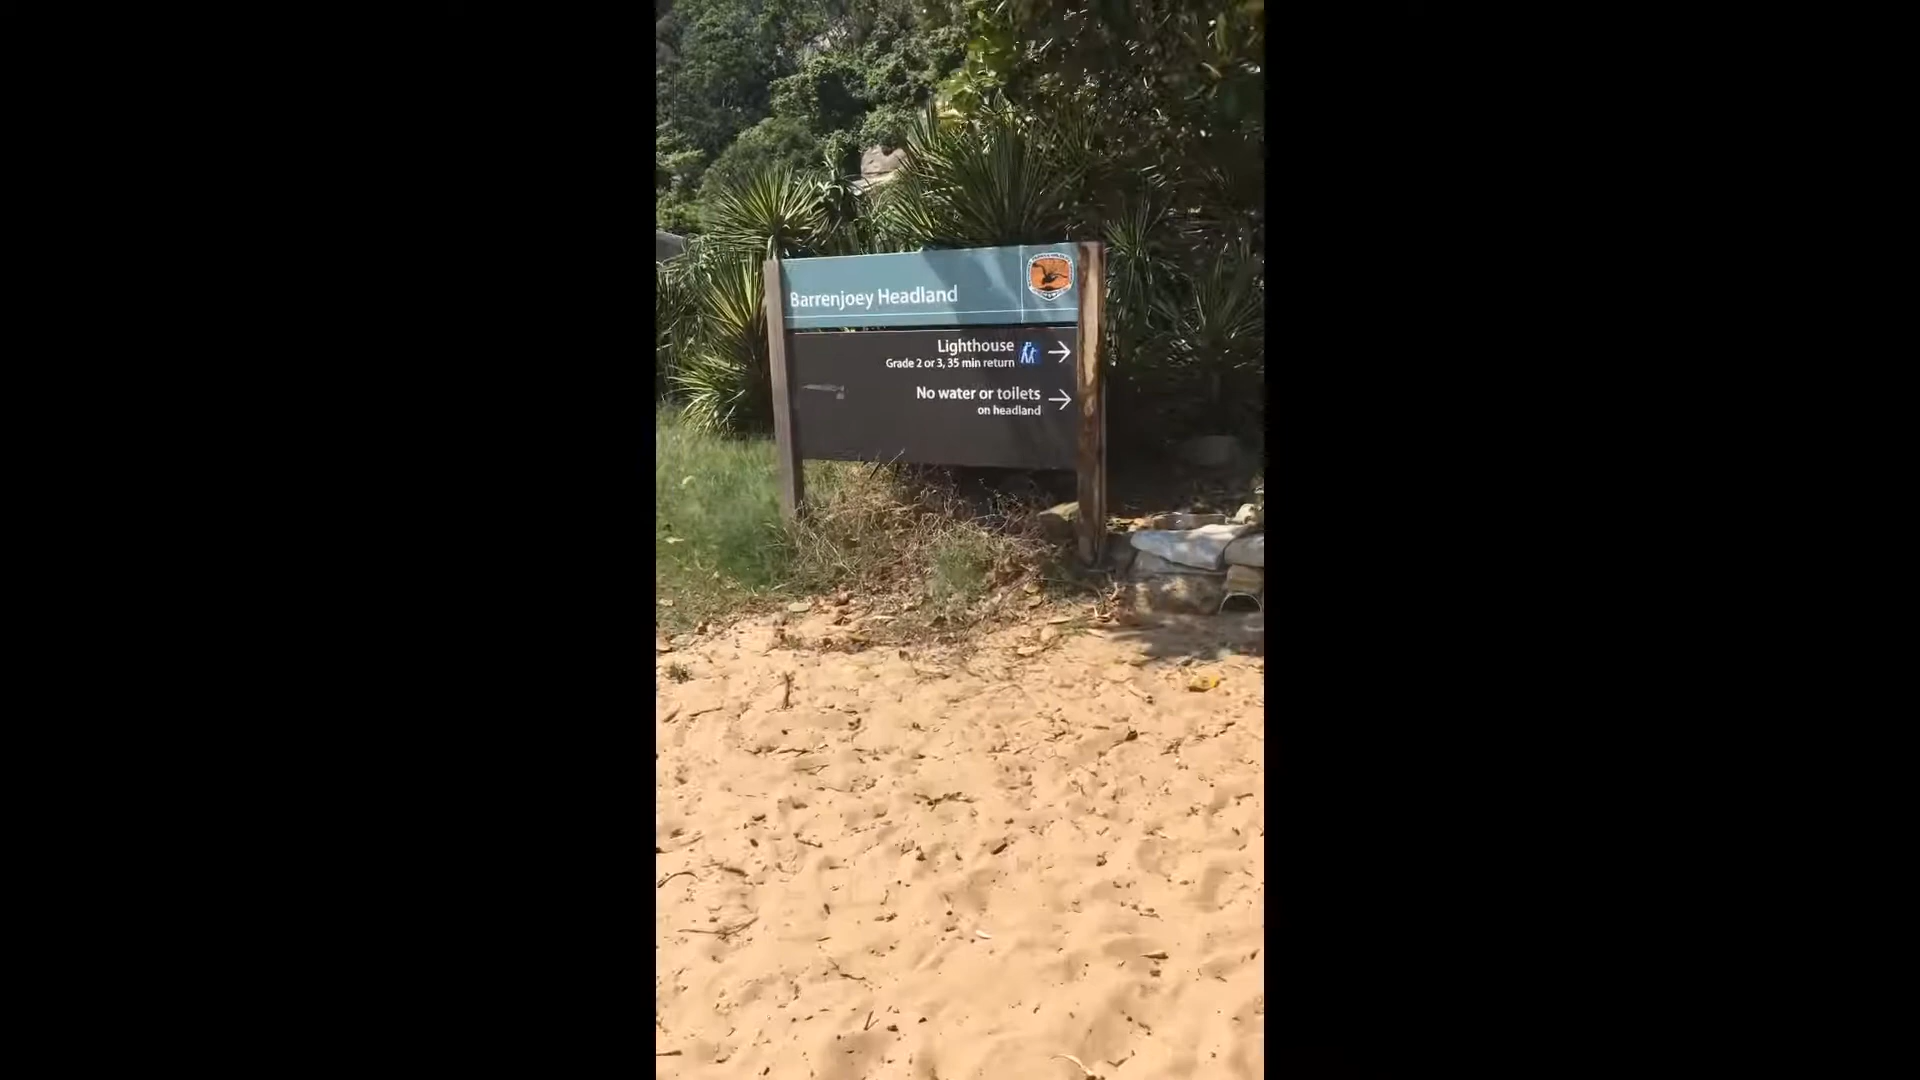 Barrenjoey Headland
Lighthouse
Grade 2 or 3, 35 min return
No water or toilets
on headland